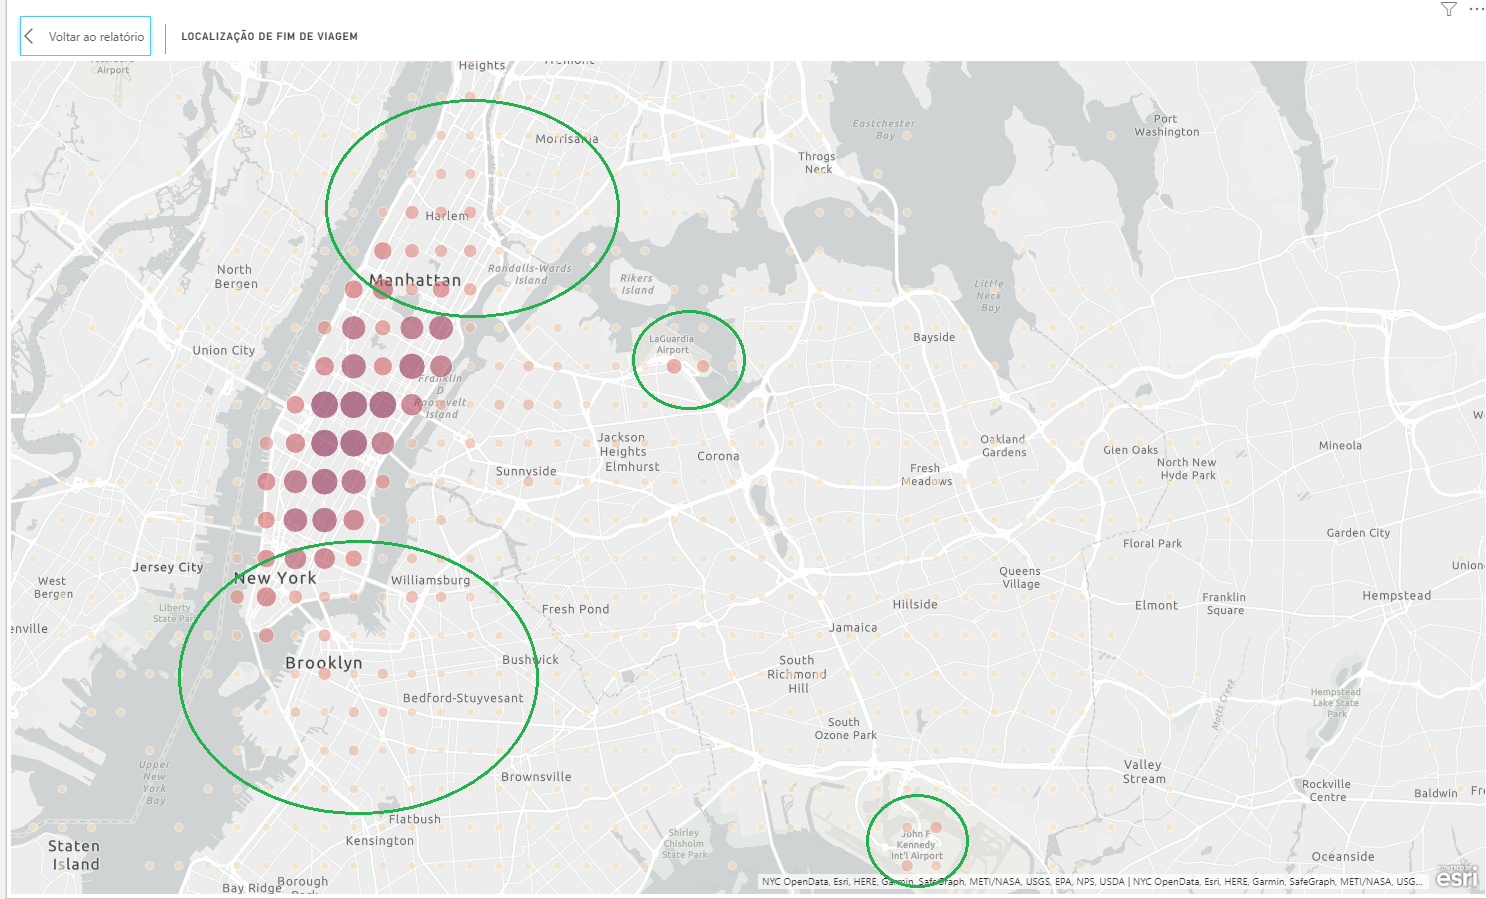 Voltar ao relatório
LOCALIZAÇÃO DE FIM DE VIAGEM
Airport
Heights
Tremont
Morrisania
Eastchester
Bay
Port
Washington
Throgs
Neck
Harlem
Manhattan
Randalls-Wards
Island
North
Bergen
Rikers
Island
Little
Neck
Bay
Union City
LaGuardia
Airport
Bayside
Franklin
D
Roosevelt
Island
Jackson
Heights
Elmhurst
Corona
Oakland
Gardens
Glen Oaks
Mineola
Sunnyside
Fresh
Meadows
North New
Hyde Park
Garden City
Floral Park
Jersey City
New York
Williamsburg
West
Bergen
Queens
Village
Union
Liberty
State Park
Fresh Pond
Hillside
Elmont
Franklin
Square
Hempstead
enville
Jamaica
Brooklyn
Bushwick
South
Richmond
Hill
Bedford-Stuyvesant
Motts Creek
Hempstead
Lake State
Park
South
Ozone Park
Upper
New
York
Bay
Brownsville
Valley
Stream
Rockville
Centre
Baldwin
Fre
Flatbush
Kensington
Shirley
Chisholm
State Park
John F
Kennedy
Int'l Airport
Staten
Island
Oceanside
Bay Ridge
Borough
NYC OpenData, Esri, HERE, Garmin, SafeGraph, METI/NASA, USGS, EPA, NPS, USDA | NYC OpenData, Esri, HERE, Garmin, SafeGraph, METI/NASA, USG...
esri